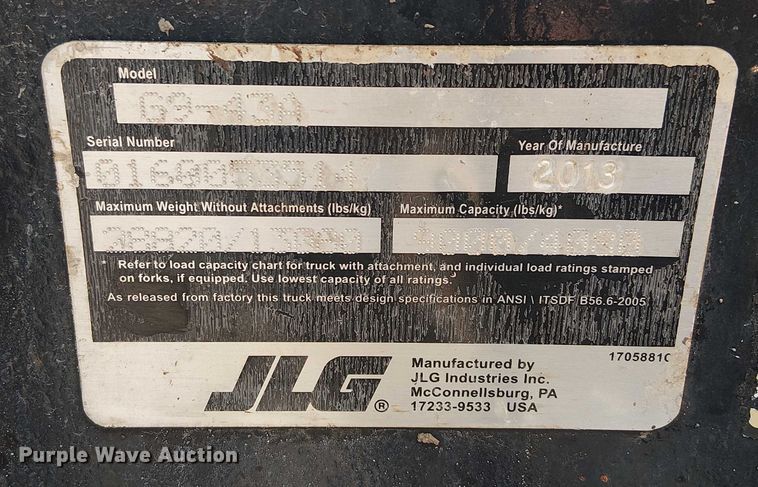 Model
G9-43A
Serial Number
Year Of Manufacture
2013
Maximum Weight Without Attachments (lbs/kg)
Maximum Capacity (lbs/kg)*
* Refer to load capacity chart for truck with attachment, and individual load ratings stamped
on forks, if equipped. Use lowest capacity of all ratings.
As released from factory this truck meets design specifications in ANSI \ ITSDF B56.6-2005
JLG ®
Manufactured by
JLG Industries Inc.
McConnellsburg, PA
17233-9533 USA
1705881C
Purple Wave Auction